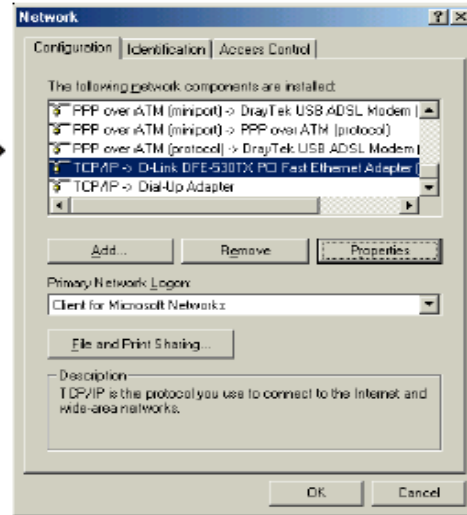 Network
Configuration Identification Access Control
The following network components are installed:
PPP over ATM (miniport) -> DrayTek USB ADSL Modem (
PPP over ATM (miniport) -> PPP over ATM (protocol)
PPP over ATM (protocol) -> DrayTek USB ADSL Modem (
TCP/IP -> D-Link DFE-530TX PCI Fast Ethernet Adapter (
TCP/IP -> Dial-Up Adapter
Add... Remove Properties
Primary Network Logon:
Client for Microsoft Networks
File and Print Sharing...
Description
TCP/IP is the protocol you use to connect to the Internet and
wide-area networks.
OK Cancel